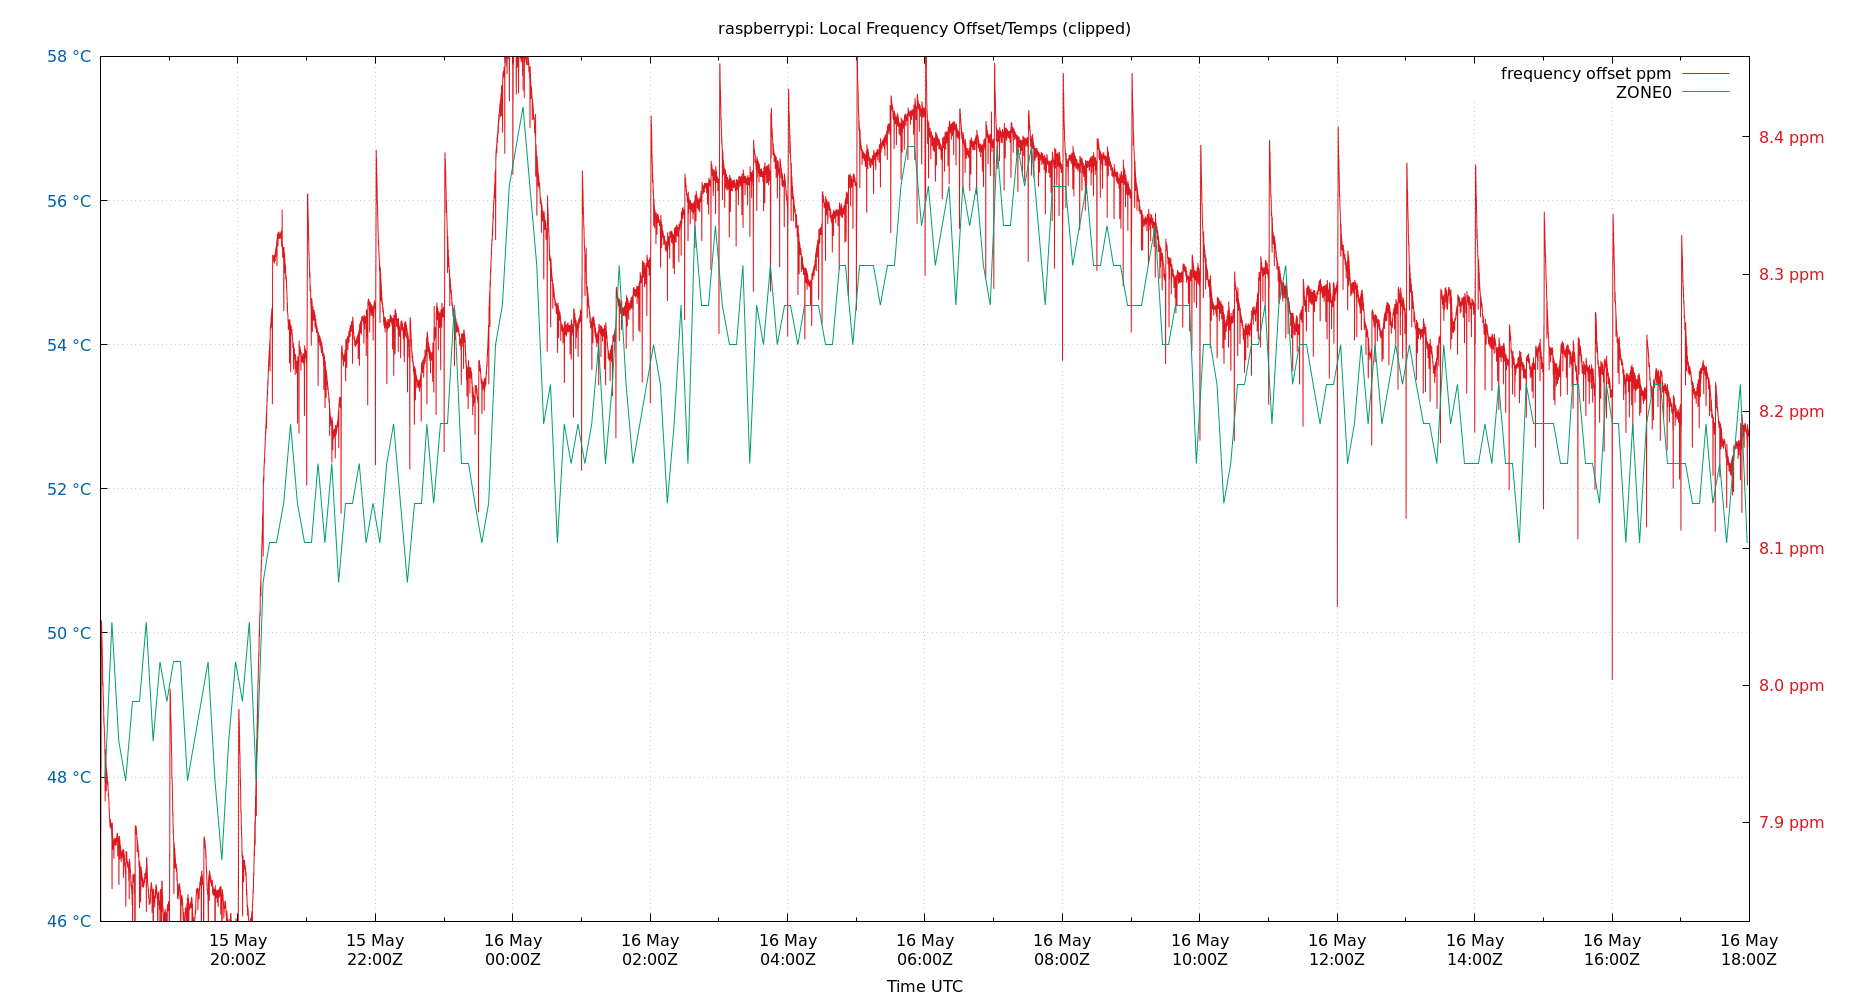 raspberrypi: Local Frequency Offset/Temps (clipped)
frequency offset ppm
ZONE0
58 °C
56 °C
54 °C
52 °C
50 °C
48 °C
46 °C
8.4 ppm
8.3 ppm
8.2 ppm
8.1 ppm
8.0 ppm
7.9 ppm
15 May 15 May 16 May 16 May 16 May 16 May 16 May 16 May 16 May 16 May 16 May 16 May
20:00Z 22:00Z 00:00Z 02:00Z 04:00Z 06:00Z 08:00Z 10:00Z 12:00Z 14:00Z 16:00Z 18:00Z
Time UTC